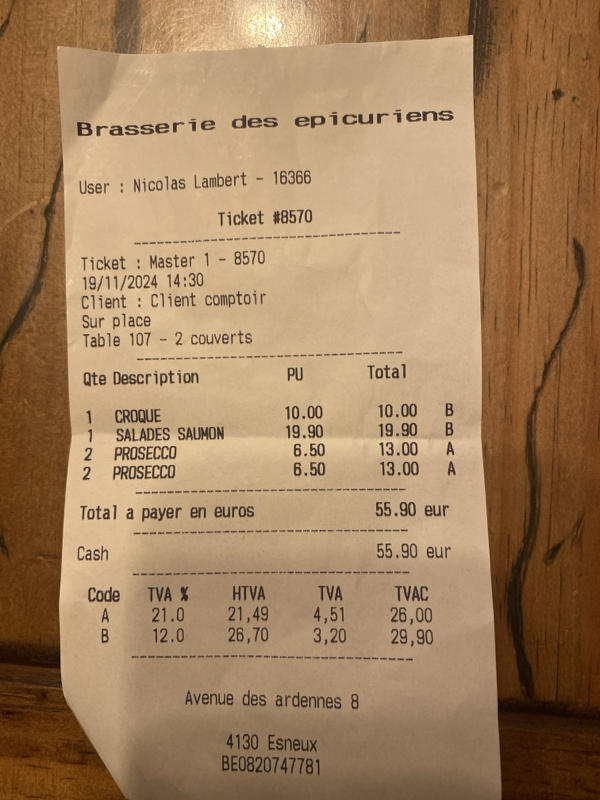 Brasserie des epicuriens
User : Nicolas Lambert - 16366
Ticket #8570
Ticket : Master 1 - 8570
19/11/2024 14:30
Client : Client comptoir
Sur place
Table 107 - 2 couverts
Qte Description PU Total
1 CROQUE 10.00 10.00 B
1 SALADES SAUMON 19.90 19.90 B
2 PROSECCO 6.50 13.00 A
2 PROSECCO 6.50 13.00 A
Total a payer en euros 55.90 eur
Cash 55.90 eur
Code TVA % HTVA TVA TVAC
A 21.0 21,49 4,51 26,00
B 12.0 26,70 3,20 29,90
Avenue des ardennes 8
4130 Esneux
BE0820747781